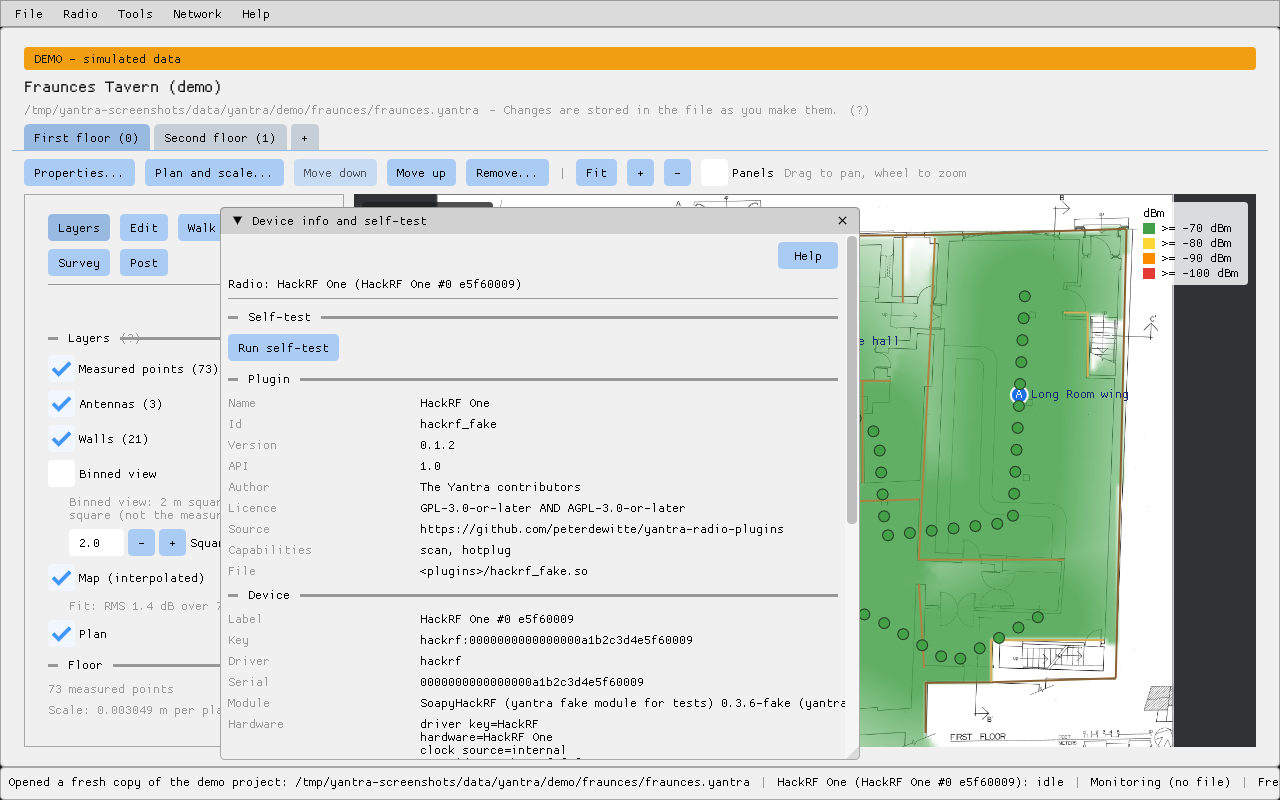 File Radio Tools Network Help
DEMO - simulated data
Fraunces Tavern (demo)
/tmp/yantra-screenshots/data/yantra/demo/fraunces/fraunces.yantra - Changes are stored in the file as you make them. (?)
First floor (0) Second floor (1) +
Properties... Plan and scale... Move down Move up Remove... | Fit + - Panels Drag to pan, wheel to zoom
Layers Edit Walk
Survey Post
Layers (?)
Measured points (73)
Antennas (3)
Walls (21)
Binned view
Binned view: 2 m squar
square (not the measur
2.0 - + Squa
Map (interpolated)
Fit: RMS 1.4 dB over 7
Plan
Floor
73 measured points
Scale: 0.003049 m per pla
▼ Device info and self-test ✕
Help
Radio: HackRF One (HackRF One #0 e5f60009)
Self-test
Run self-test
Plugin
Name HackRF One
Id hackrf_fake
Version 0.1.2
API 1.0
Author The Yantra contributors
Licence GPL-3.0-or-later AND AGPL-3.0-or-later
Source https://github.com/peterdewitte/yantra-radio-plugins
Capabilities scan, hotplug
File <plugins>/hackrf_fake.so
Device
Label HackRF One #0 e5f60009
Key hackrf:0000000000000000a1b2c3d4e5f60009
Driver hackrf
Serial 0000000000000000a1b2c3d4e5f60009
Module SoapyHackRF (yantra fake module for tests) 0.3.6-fake (yantra
Hardware driver key=HackRF
hardware=HackRF One
clock source=internal
A
B
dBm
>= -70 dBm
>= -80 dBm
>= -90 dBm
>= -100 dBm
C'
e hall
A Long Room wing
UP
B'
FIRST FLOOR
FEET
METERS
Opened a fresh copy of the demo project: /tmp/yantra-screenshots/data/yantra/demo/fraunces/fraunces.yantra | HackRF One (HackRF One #0 e5f60009): idle | Monitoring (no file) | Fre